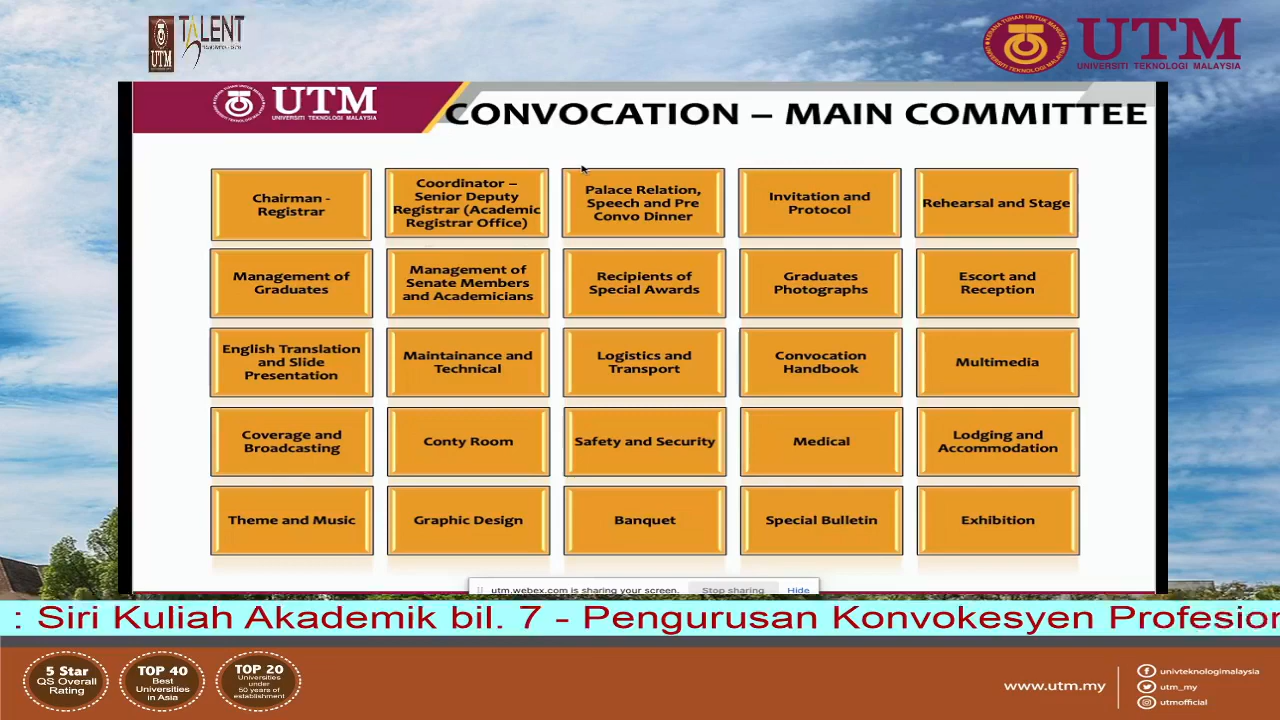 UTM
TALENT
UTM
UNIVERSITI TEKNOLOGI MALAYSIA
UTM
UNIVERSITI TEKNOLOGI MALAYSIA
CONVOCATION – MAIN COMMITTEE
Chairman -
Registrar
Coordinator –
Senior Deputy
Registrar (Academic
Registrar Office)
Palace Relation,
Speech and Pre
Convo Dinner
Invitation and
Protocol
Rehearsal and Stage
Management of
Graduates
Management of
Senate Members
and Academicians
Recipients of
Special Awards
Graduates
Photographs
Escort and
Reception
English Translation
and Slide
Presentation
Maintainance and
Technical
Logistics and
Transport
Convocation
Handbook
Multimedia
Coverage and
Broadcasting
Conty Room
Safety and Security
Medical
Lodging and
Accommodation
Theme and Music
Graphic Design
Banquet
Special Bulletin
Exhibition
utm.webex.com is sharing your screen.
Stop sharing
Hide
: Siri Kuliah Akademik bil. 7 - Pengurusan Konvokesyen Profesion
5 Star
QS Overall
Rating
TOP 40
Best
Universities
in Asia
TOP 20
Universities
under
50 years of
establishment
www.utm.my
univteknologimalaysia
utm_my
utmofficial